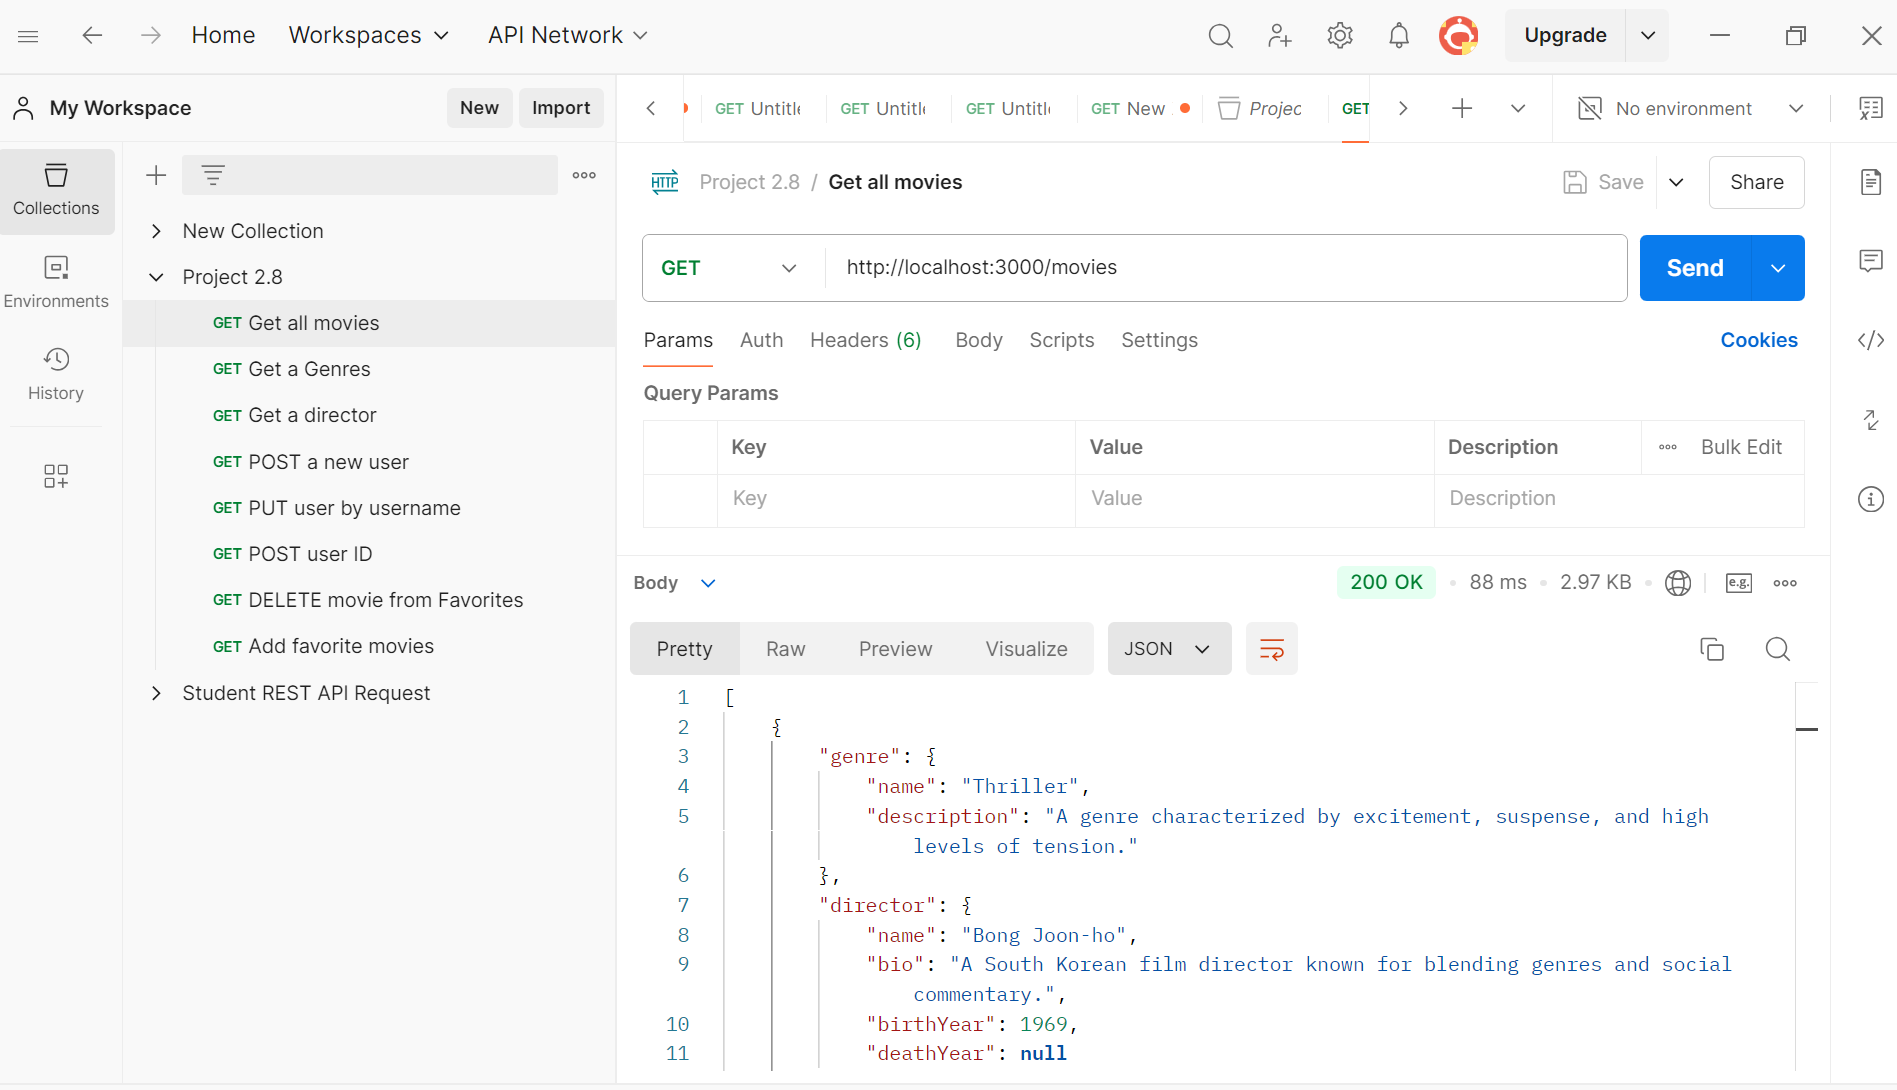 Home Workspaces API Network Upgrade
My Workspace New Import
GET Untitle GET Untitl GET Untitl GET New Projec GET No environment
Collections
Environments
History
New Collection
Project 2.8
GET Get all movies
GET Get a Genres
GET Get a director
GET POST a new user
GET PUT user by username
GET POST user ID
GET DELETE movie from Favorites
GET Add favorite movies
Student REST API Request
HTTP Project 2.8 / Get all movies Save Share
GET http://localhost:3000/movies Send
Params Auth Headers (6) Body Scripts Settings Cookies
Query Params
Key Value Description Bulk Edit
Key Value Description
Body 200 OK 88 ms 2.97 KB e.g.
Pretty Raw Preview Visualize JSON
1 [
2 {
3 "genre": {
4 "name": "Thriller",
5 "description": "A genre characterized by excitement, suspense, and high
levels of tension."
6 },
7 "director": {
8 "name": "Bong Joon-ho",
9 "bio": "A South Korean film director known for blending genres and social
commentary.",
10 "birthYear": 1969,
11 "deathYear": null